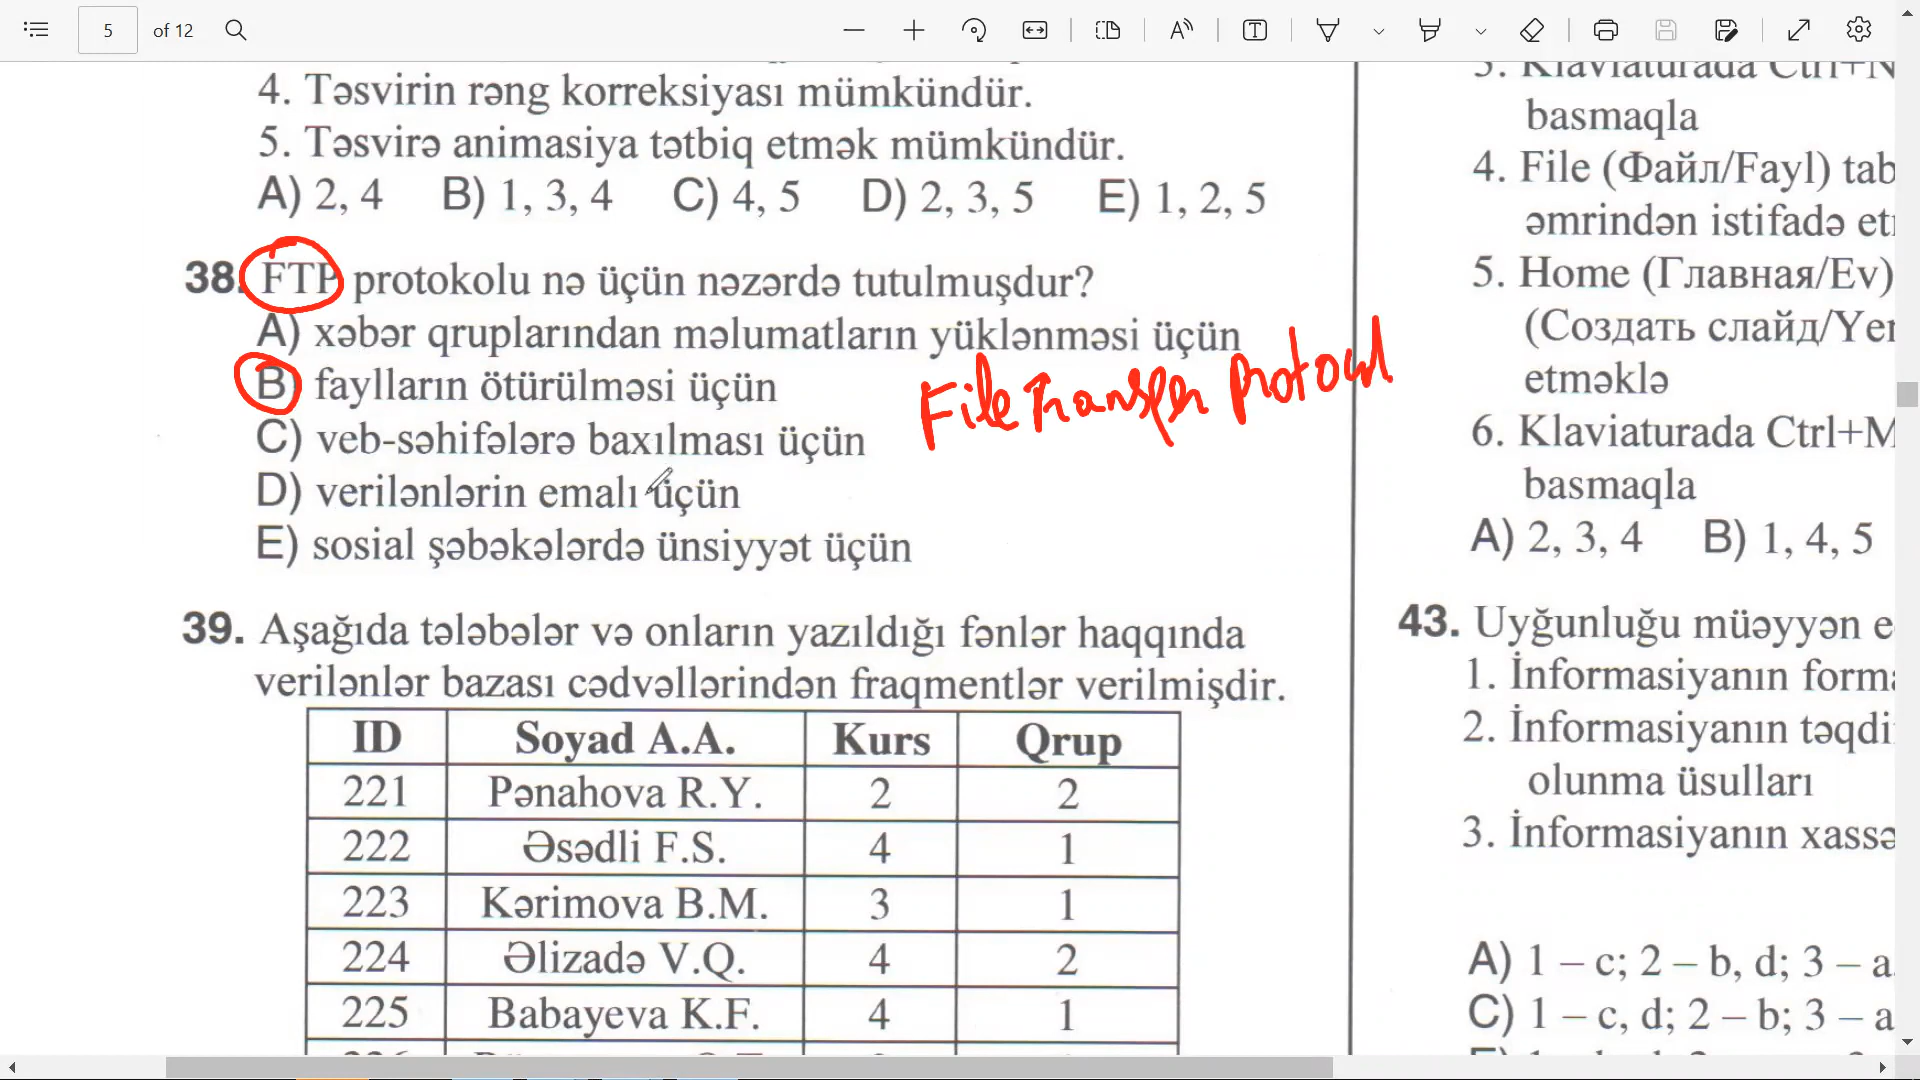 5 of 12
4. Təsvirin rəng korreksiyası mümkündür.
5. Təsvirə animasiya tətbiq etmək mümkündür.
A) 2, 4 B) 1, 3, 4 C) 4, 5 D) 2, 3, 5 E) 1, 2, 5
38. FTP protokolu nə üçün nəzərdə tutulmuşdur?
A) xəbər qruplarından məlumatların yüklənməsi üçün
B) faylların ötürülməsi üçün
File Transfer Protocol
C) veb-səhifələrə baxılması üçün
D) verilənlərin emalı üçün
E) sosial şəbəkələrdə ünsiyyət üçün
39. Aşağıda tələbələr və onların yazıldığı fənlər haqqında
verilənlər bazası cədvəllərindən fraqmentlər verilmişdir.
ID Soyad A.A. Kurs Qrup
221 Pənahova R.Y. 2 2
222 Əsədli F.S. 4 1
223 Kərimova B.M. 3 1
224 Əlizadə V.Q. 4 2
225 Babayeva K.F. 4 1
3. Klaviaturada Ctrl+N
basmaqla
4. File (Файл/Fayl) tab
əmrindən istifadə et
5. Home (Главная/Ev)
(Создать слайд/Yer
etməklə
6. Klaviaturada Ctrl+M
basmaqla
A) 2, 3, 4 B) 1, 4, 5
43. Uyğunluğu müəyyən e
1. İnformasiyanın forma
2. İnformasiyanın təqdi
olunma üsulları
3. İnformasiyanın xassə
A) 1 – c; 2 – b, d; 3 – a
C) 1 – c, d; 2 – b; 3 – a